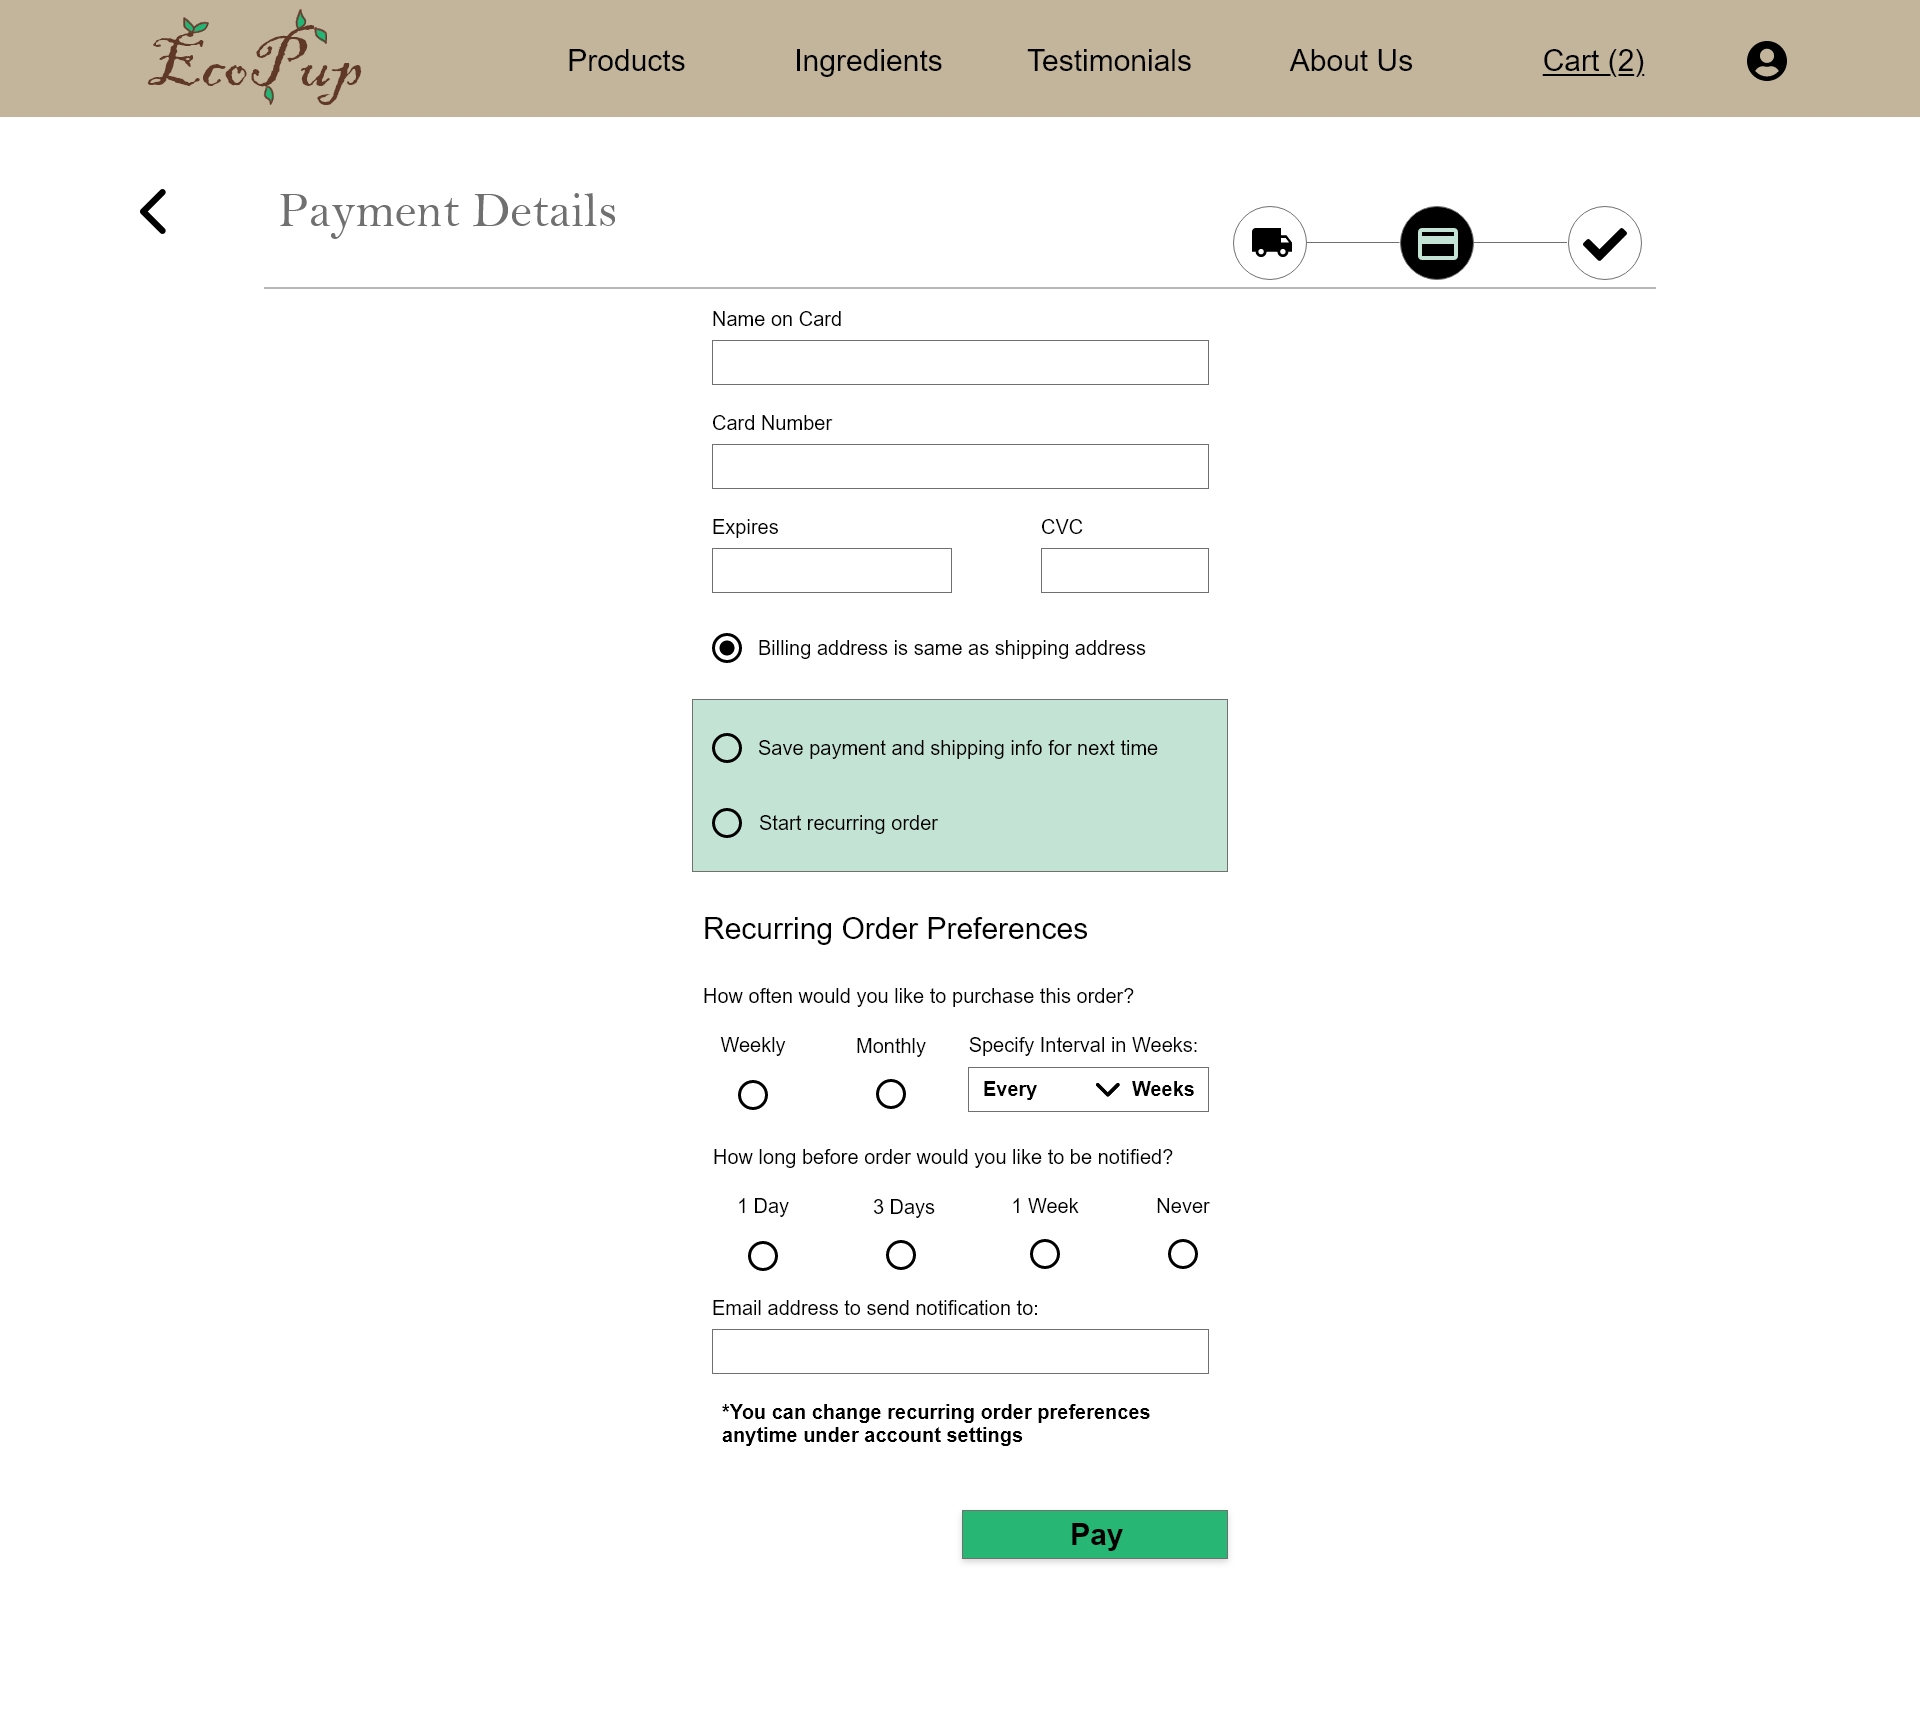 EcoPup
Products
Ingredients
Testimonials
About Us
Cart (2)
Payment Details
Name on Card
Card Number
Expires
CVC
Billing address is same as shipping address
Save payment and shipping info for next time
Start recurring order
Recurring Order Preferences
How often would you like to purchase this order?
Weekly
Monthly
Specify Interval in Weeks:
Every
Weeks
How long before order would you like to be notified?
1 Day
3 Days
1 Week
Never
Email address to send notification to:
*You can change recurring order preferences
anytime under account settings
Pay